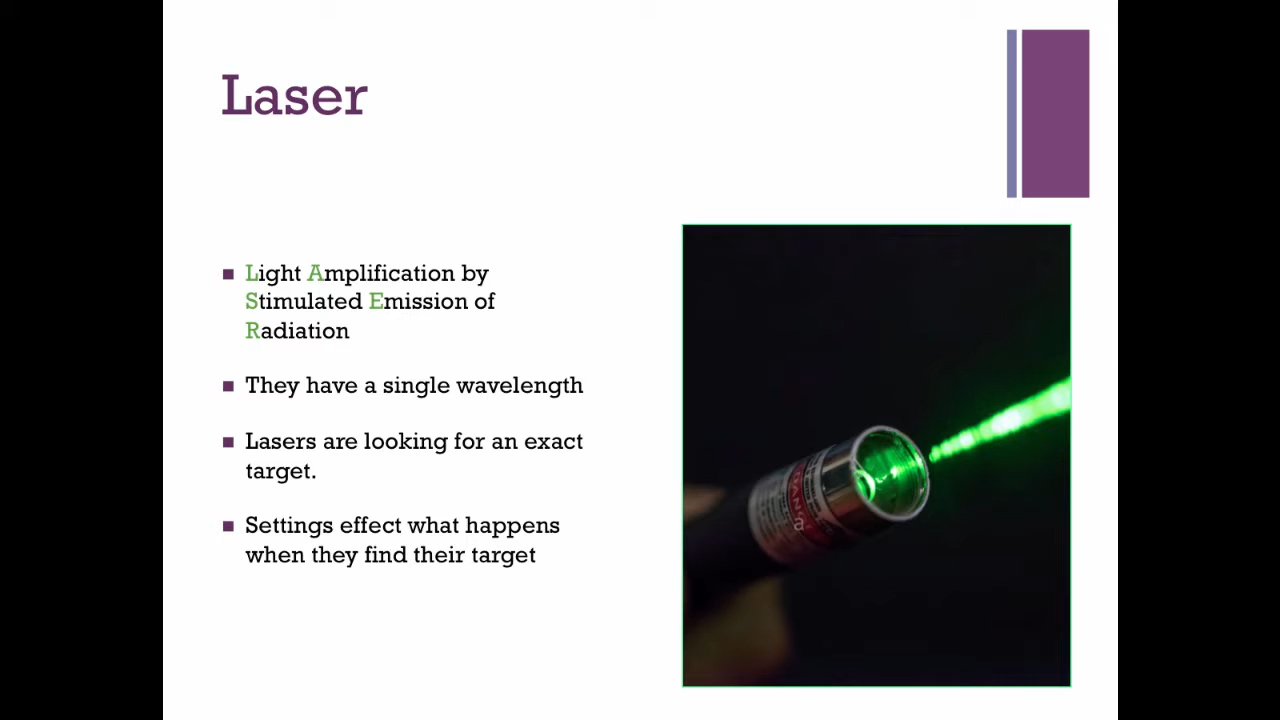 Laser
Light Amplification by
Stimulated Emission of
Radiation
They have a single wavelength
Lasers are looking for an exact
target.
Settings effect what happens
when they find their target